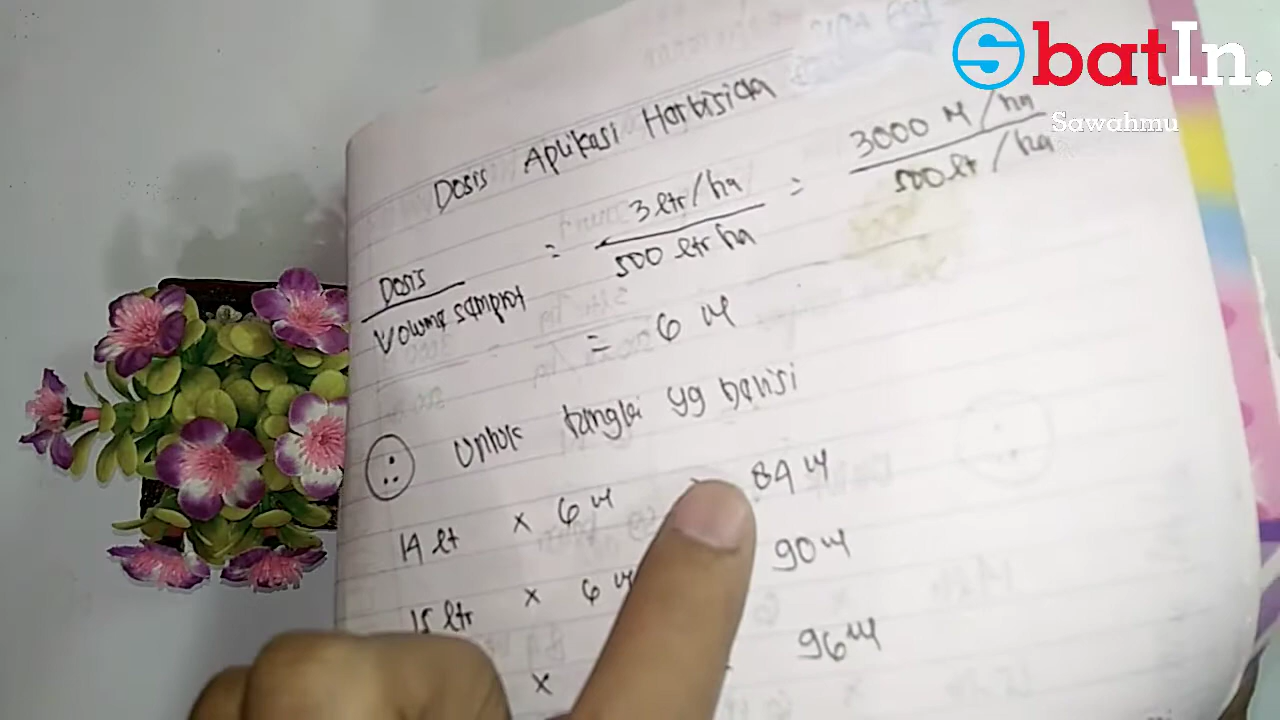 SbatIn.
Sawahmu
Dosis Aplikasi Herbisida
Dosis / Volume semprot = 3 ltr/ha / 500 ltr ha = 3000 Ml/ha / 500 lt/ha
= 6 Ml
∴ Untuk tangki yg berisi
14 lt x 6 Ml 84 Ml
15 ltr x 6 Ml 90 Ml
x 96 Ml